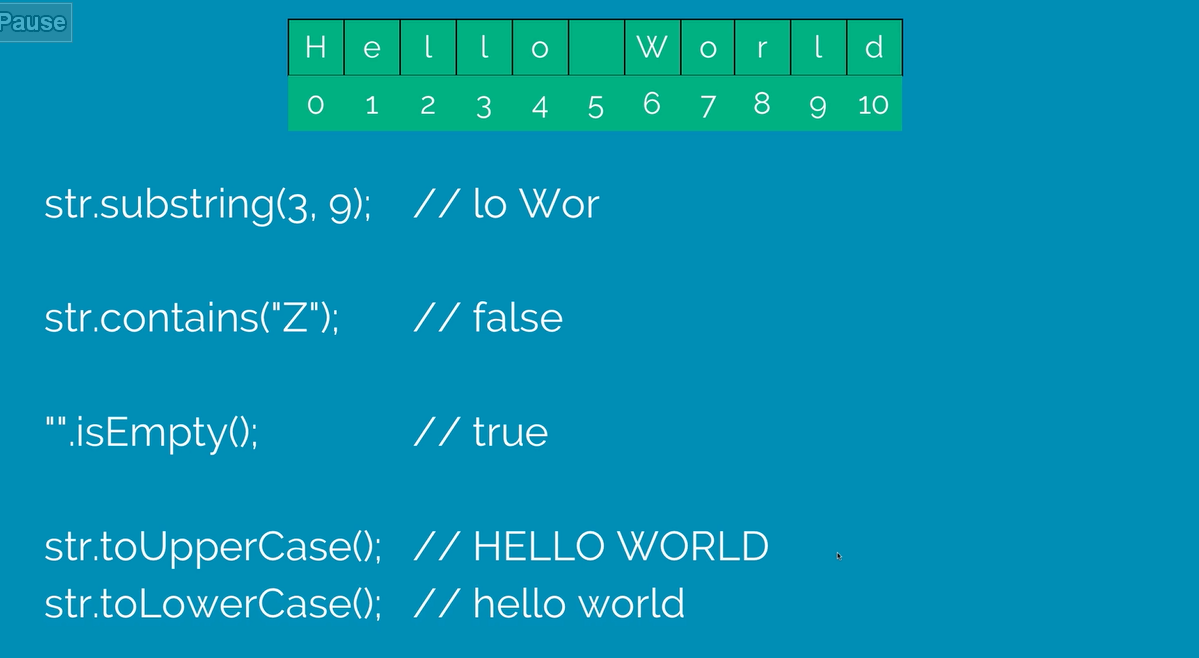 Pause
H e l l o W o r l d
0 1 2 3 4 5 6 7 8 9 10
str.substring(3, 9); // lo Wor
str.contains("Z"); // false
"".isEmpty(); // true
str.toUpperCase(); // HELLO WORLD
str.toLowerCase(); // hello world